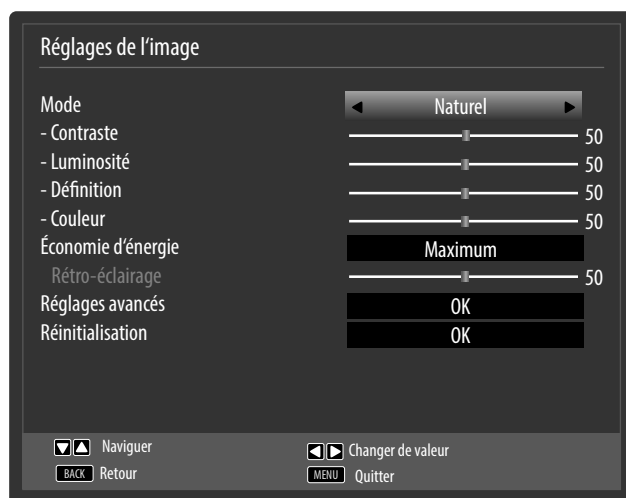 Réglages de l‘image
Mode Naturel
- Contraste 50
- Luminosité 50
- Définition 50
- Couleur 50
Économie d‘énergie Maximum
Rétro-éclairage 50
Réglages avancés OK
Réinitialisation OK
Naviguer Changer de valeur
BACK Retour MENU Quitter